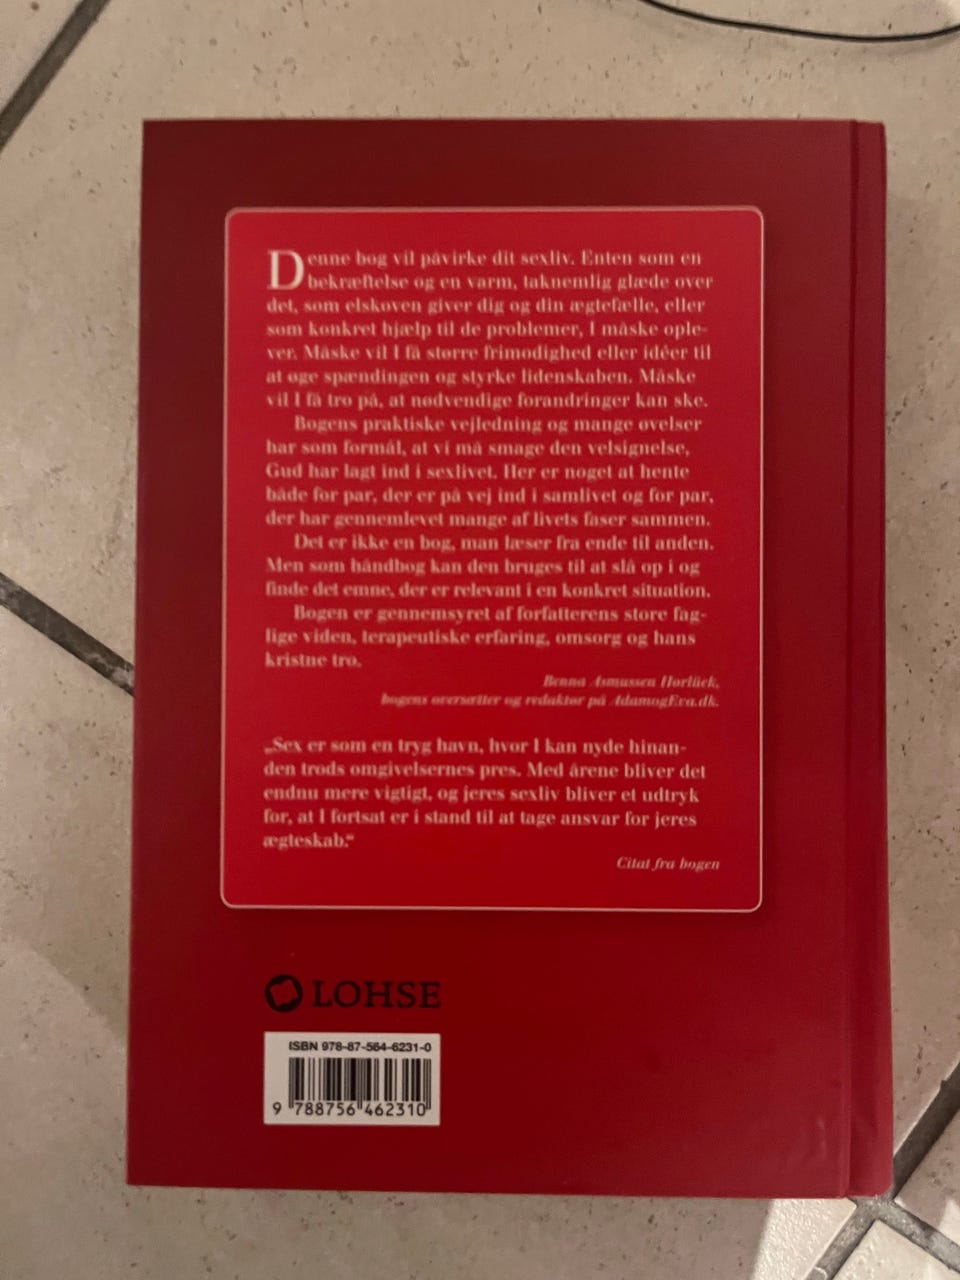 Denne bog vil påvirke dit sexliv. Enten som en
bekræftelse og en varm, taknemlig glæde over
det, som elskoven giver dig og din ægtefælle, eller
som konkret hjælp til de problemer, I måske ople-
ver. Måske vil I få større frimodighed eller idéer til
at øge spændingen og styrke lidenskaben. Måske
vil I få tro på, at nødvendige forandringer kan ske.
Bogens praktiske vejledning og mange øvelser
har som formål, at vi må smage den velsignelse,
Gud har lagt ind i sexlivet. Her er noget at hente
både for par, der er på vej ind i samlivet og for par,
der har gennemlevet mange af livets faser sammen.
Det er ikke en bog, man læser fra ende til anden.
Men som håndbog kan den bruges til at slå op i og
finde det emne, der er relevant i en konkret situation.
Bogen er gennemsyret af forfatterens store fag-
lige viden, terapeutiske erfaring, omsorg og hans
kristne tro.
Benna Asmussen Horlück,
bogens oversætter og redaktør på AdamogEva.dk.
„Sex er som en tryg havn, hvor I kan nyde hinan-
den trods omgivelsernes pres. Med årene bliver det
endnu mere vigtigt, og jeres sexliv bliver et udtryk
for, at I fortsat er i stand til at tage ansvar for jeres
ægteskab.“
Citat fra bogen
LOHSE
ISBN 978-87-564-6231-0
9 788756 462310